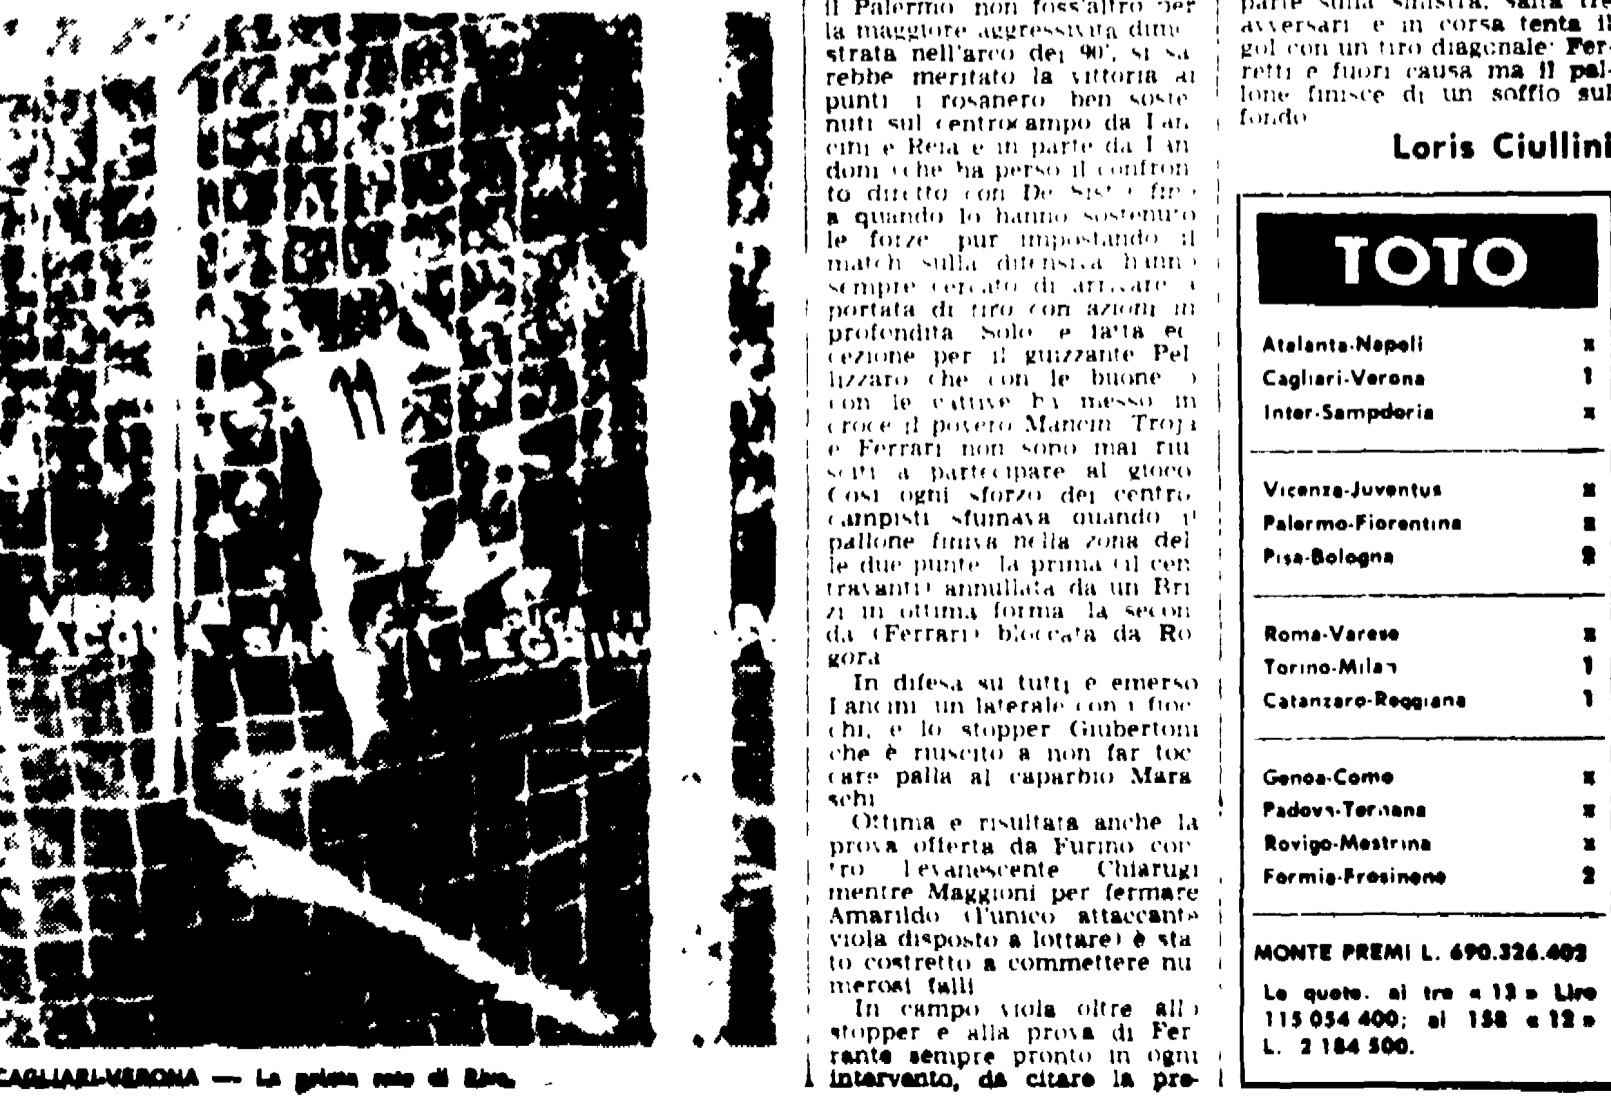 11
CAGLIARI-VERONA — La prima rete di Riva.
il Palermo non foss'altro per
la maggiore aggressività dimo
strata nell'arco dei 90', si sa
rebbe meritato la vittoria ai
punti i rosanero ben soste
nuti sul centrocampo da Lan
cini e Reia e in parte da Lan
doni (che ha perso il confron
to diretto con De Sisti) fino
a quando lo hanno sostenuto
le forze pur impostando il
match sulla difensiva hanno
sempre cercato di arrivare a
portata di tiro con azioni in
profondità Solo e fatta ec
cezione per il guizzante Pel
lizzaro che con le buone o
con le cattive ha messo in
croce il povero Mancin Troja
e Ferrari non sono mai riu
sciti a partecipare al gioco
Così ogni sforzo dei centro
campisti sfumava quando il
pallone finiva nella zona del
le due punte la prima (il cen
travanti) annullata da un Bri
zi in ottima forma la secon
da (Ferrari) bloccata da Ro
gora
In difesa su tutti è emerso
Lancini un laterale con i fioc
chi, e lo stopper Giubertoni
che è riuscito a non far toc
care palla al caparbio Mara
schi
Ottima è risultata anche la
prova offerta da Furino con
tro l'evanescente Chiarugi
mentre Maggioni per fermare
Amarildo (l'unico attaccante
viola disposto a lottare) è sta
to costretto a commettere nu
merosi falli
In campo viola oltre allo
stopper e alla prova di Fer
rante sempre pronto in ogni
intervento, da citare la pre-
parte sulla sinistra, salta tre
avversari e in corsa tenta il
gol con un tiro diagonale: Fer-
retti è fuori causa ma il pal-
lone finisce di un soffio sul
fondo
Loris Ciullini
TOTO
Atalanta-Napoli x
Cagliari-Verona 1
Inter-Sampdoria x
Vicenza-Juventus x
Palermo-Fiorentina x
Pisa-Bologna 2
Roma-Varese x
Torino-Milan 1
Catanzaro-Reggiana 1
Genoa-Como x
Padova-Ternana x
Rovigo-Mestrina x
Formia-Frosinone 2
MONTE PREMI L. 690.326.402
Le quote. ai tre « 13 » Lire
115 054 400; ai 158 « 12 »
L. 2 184 500.